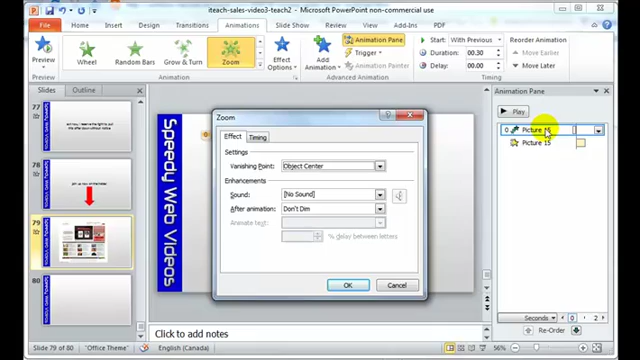 iteach-sales-video3-teach2 - Microsoft PowerPoint non-commercial use
File Home Insert Design Transitions Animations Slide Show Review View Add-Ins PDF
Preview Wheel Random Bars Grow & Turn Zoom Effect Options Add Animation Animation Pane Trigger Start: With Previous Duration: 00.30 Delay: 00.00 Reorder Animation Move Earlier Move Later
Preview Animation Advanced Animation Timing
Slides Outline
77
78
79
80
Speedy Web Videos
Zoom
Effect Timing
Settings
Vanishing Point: Object Center
Enhancements
Sound: [No Sound]
After animation: Don't Dim
Animate text:
% delay between letters
OK Cancel
Animation Pane
Play
0 Picture 15
Picture 15
Seconds 0 2
Re-Order
Click to add notes
Slide 79 of 80 "Office Theme" English (Canada) 56%